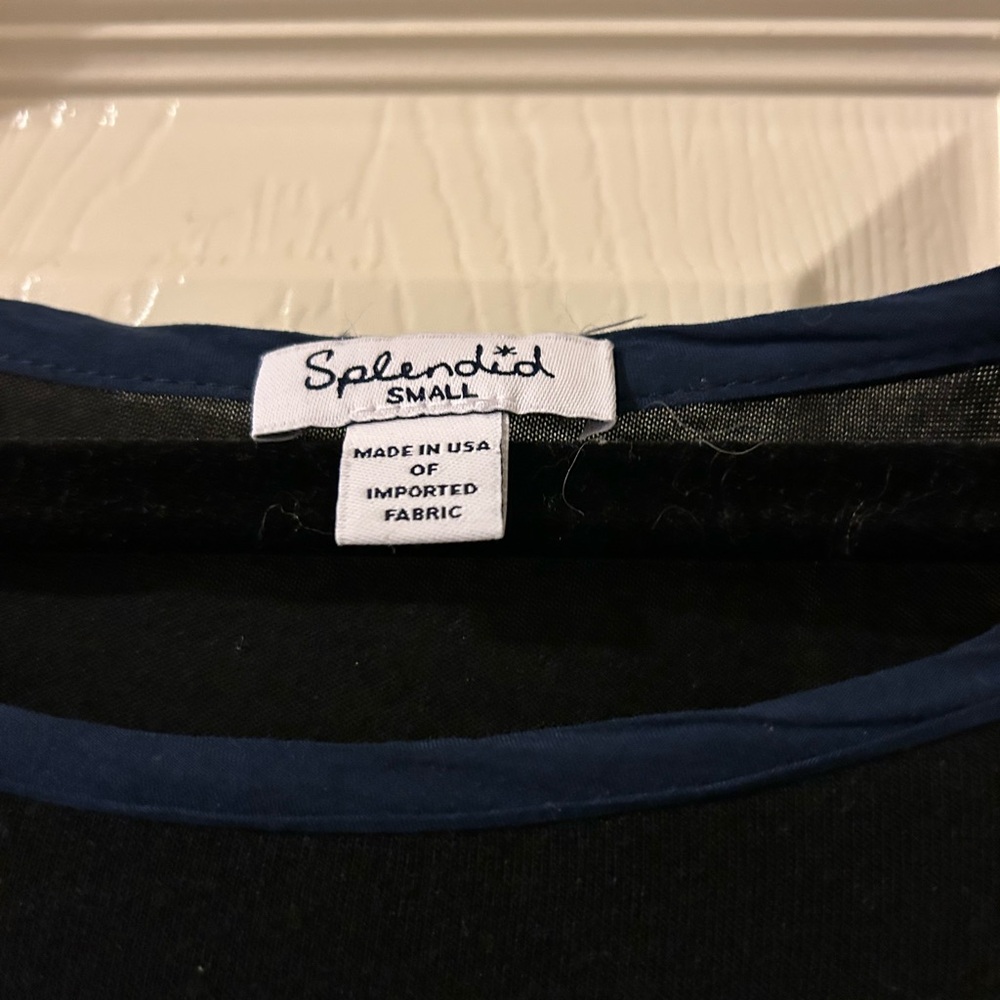 Splendid
SMALL
MADE IN USA
OF
IMPORTED
FABRIC